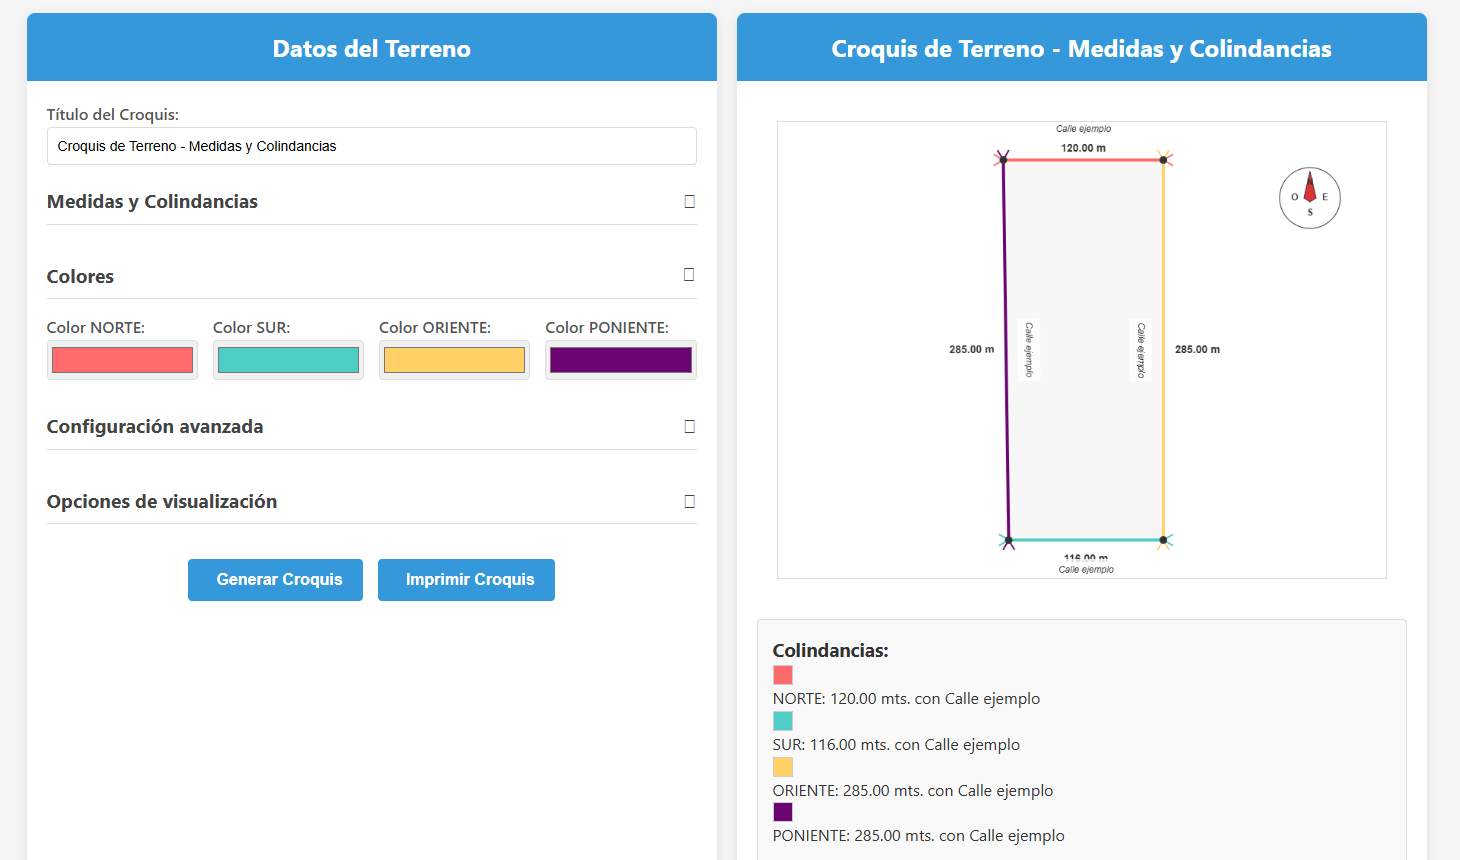 Datos del Terreno
Título del Croquis:
Croquis de Terreno - Medidas y Colindancias
Medidas y Colindancias
Colores
Color NORTE:
Color SUR:
Color ORIENTE:
Color PONIENTE:
Configuración avanzada
Opciones de visualización
Generar Croquis
Imprimir Croquis
Croquis de Terreno - Medidas y Colindancias
Calle ejemplo
120.00 m
O
E
S
285.00 m
Calle ejemplo
Calle ejemplo
285.00 m
116.00 m
Calle ejemplo
Colindancias:
NORTE: 120.00 mts. con Calle ejemplo
SUR: 116.00 mts. con Calle ejemplo
ORIENTE: 285.00 mts. con Calle ejemplo
PONIENTE: 285.00 mts. con Calle ejemplo